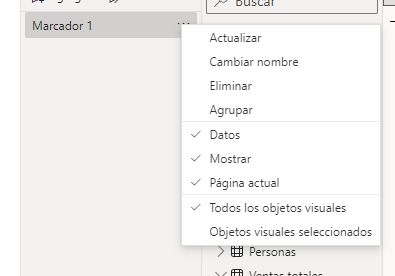 Buscar
Marcador 1
Actualizar
Cambiar nombre
Eliminar
Agrupar
Datos
Mostrar
Página actual
Todos los objetos visuales
Objetos visuales seleccionados
Personas
Ventas totales